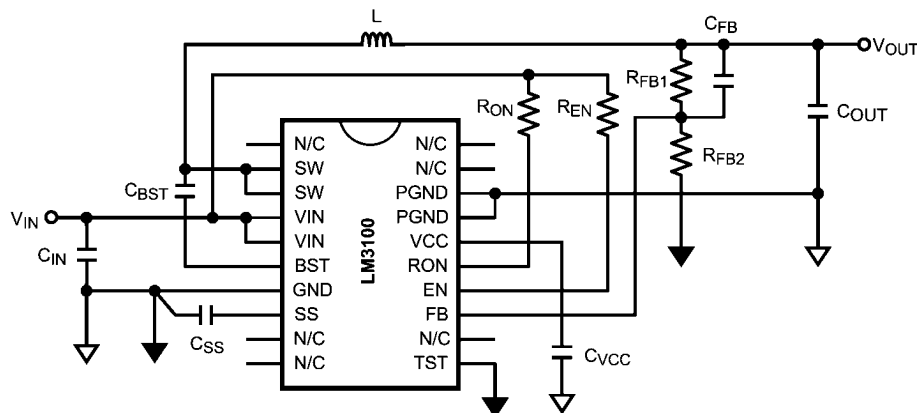 L
CFB
VOUT
RFB1
RON
REN
COUT
RFB2
N/C
N/C
SW
N/C
CBST
SW
PGND
VIN
VIN
PGND
CIN
VIN
VCC
LM3100
BST
RON
GND
EN
SS
FB
CSS
N/C
N/C
CVCC
N/C
TST